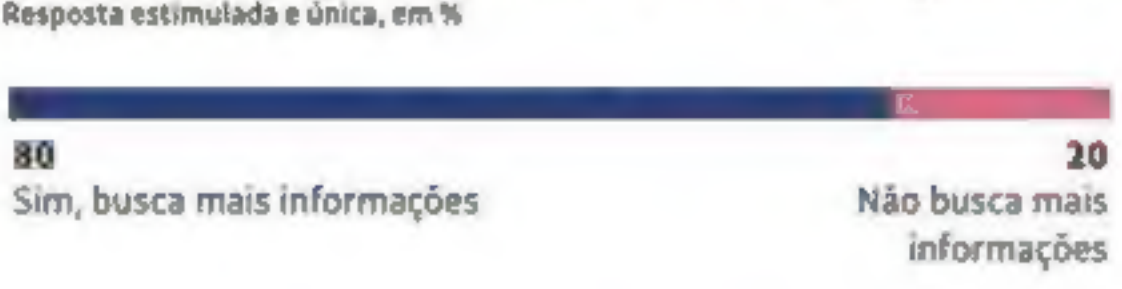 Resposta estimulada e única, em %
80
Sim, busca mais informações
20
Não busca mais
informações